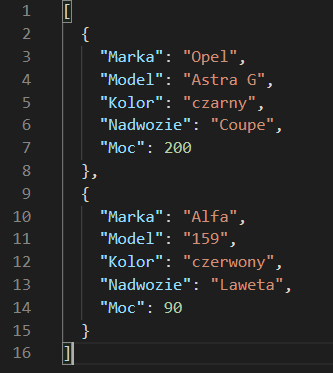 1 [
2 {
3 "Marka": "Opel",
4 "Model": "Astra G",
5 "Kolor": "czarny",
6 "Nadwozie": "Coupe",
7 "Moc": 200
8 },
9 {
10 "Marka": "Alfa",
11 "Model": "159",
12 "Kolor": "czerwony",
13 "Nadwozie": "Laweta",
14 "Moc": 90
15 }
16 ]